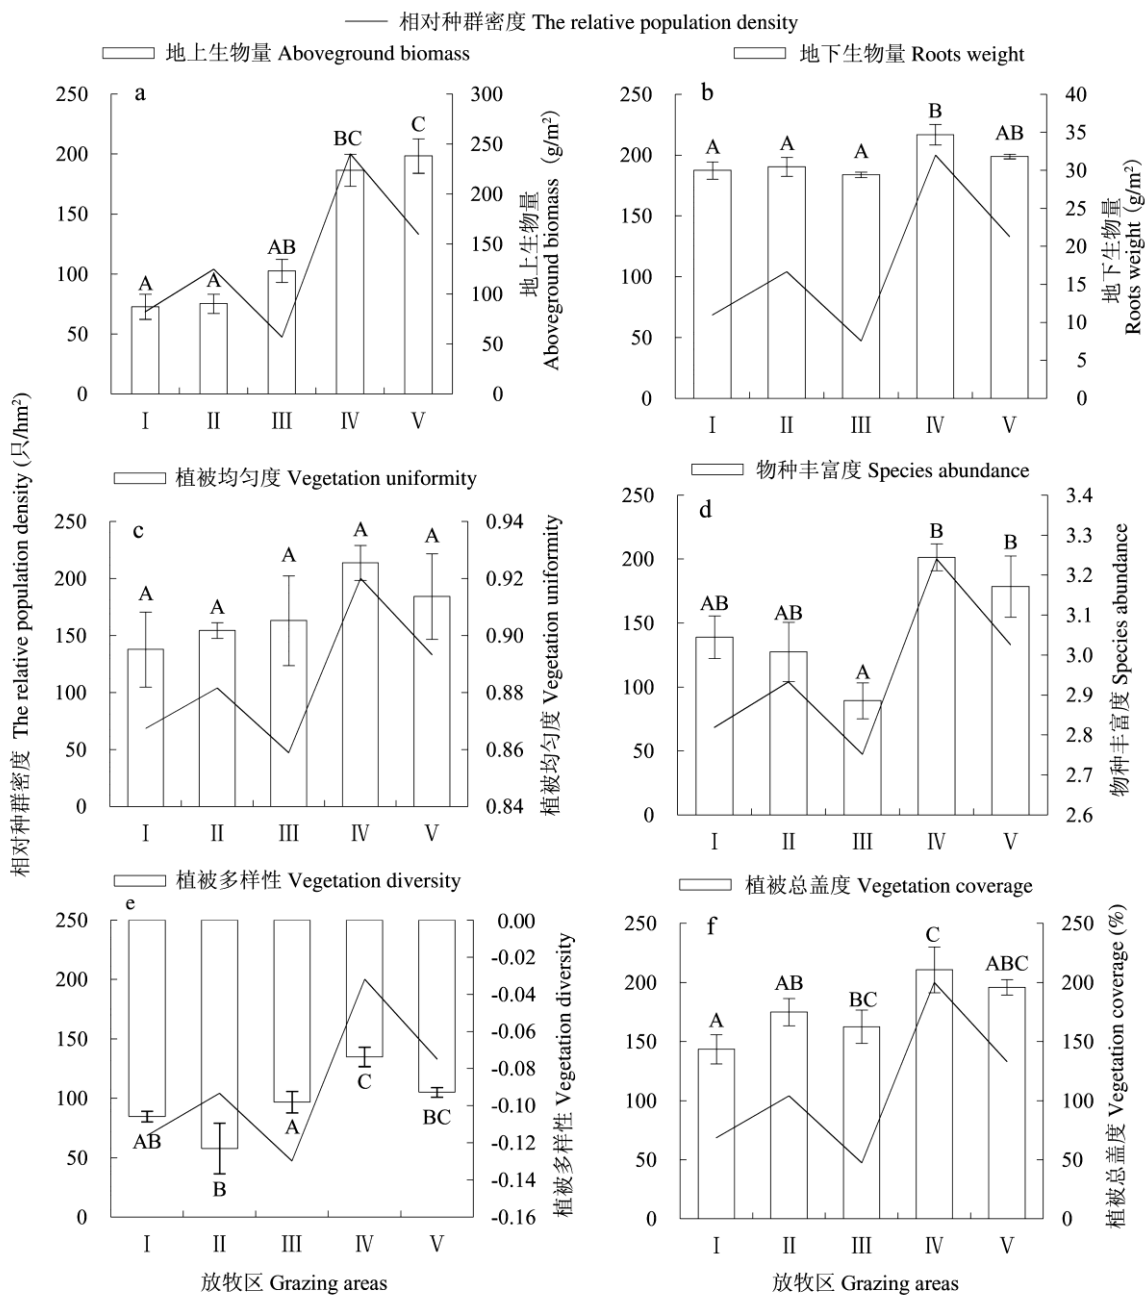 相对种群密度 The relative population density
地上生物量 Aboveground biomass
a
250
200
150
100
50
0
300
250
200
150
100
50
0
A
A
AB
BC
C
I
II
III
IV
V
地上生物量
Aboveground biomass (g/m²)
地下生物量 Roots weight
b
250
200
150
100
50
0
40
35
30
25
20
15
10
5
0
A
A
A
B
AB
I
II
III
IV
V
地下生物量
Roots weight (g/m²)
相对种群密度 The relative population density (只/hm²)
植被均匀度 Vegetation uniformity
c
250
200
150
100
50
0
0.94
0.92
0.90
0.88
0.86
0.84
A
A
A
A
A
I
II
III
IV
V
植被均匀度 Vegetation uniformity
物种丰富度 Species abundance
d
250
200
150
100
50
0
3.4
3.3
3.2
3.1
3.0
2.9
2.8
2.7
2.6
AB
AB
A
B
B
I
II
III
IV
V
物种丰富度 Species abundance
植被多样性 Vegetation diversity
e
250
200
150
100
50
0
0.00
-0.02
-0.04
-0.06
-0.08
-0.10
-0.12
-0.14
-0.16
AB
B
A
C
BC
I
II
III
IV
V
植被多样性 Vegetation diversity
放牧区 Grazing areas
植被总盖度 Vegetation coverage
f
250
200
150
100
50
0
250
200
150
100
50
0
A
AB
BC
C
ABC
I
II
III
IV
V
植被总盖度 Vegetation coverage (%)
放牧区 Grazing areas